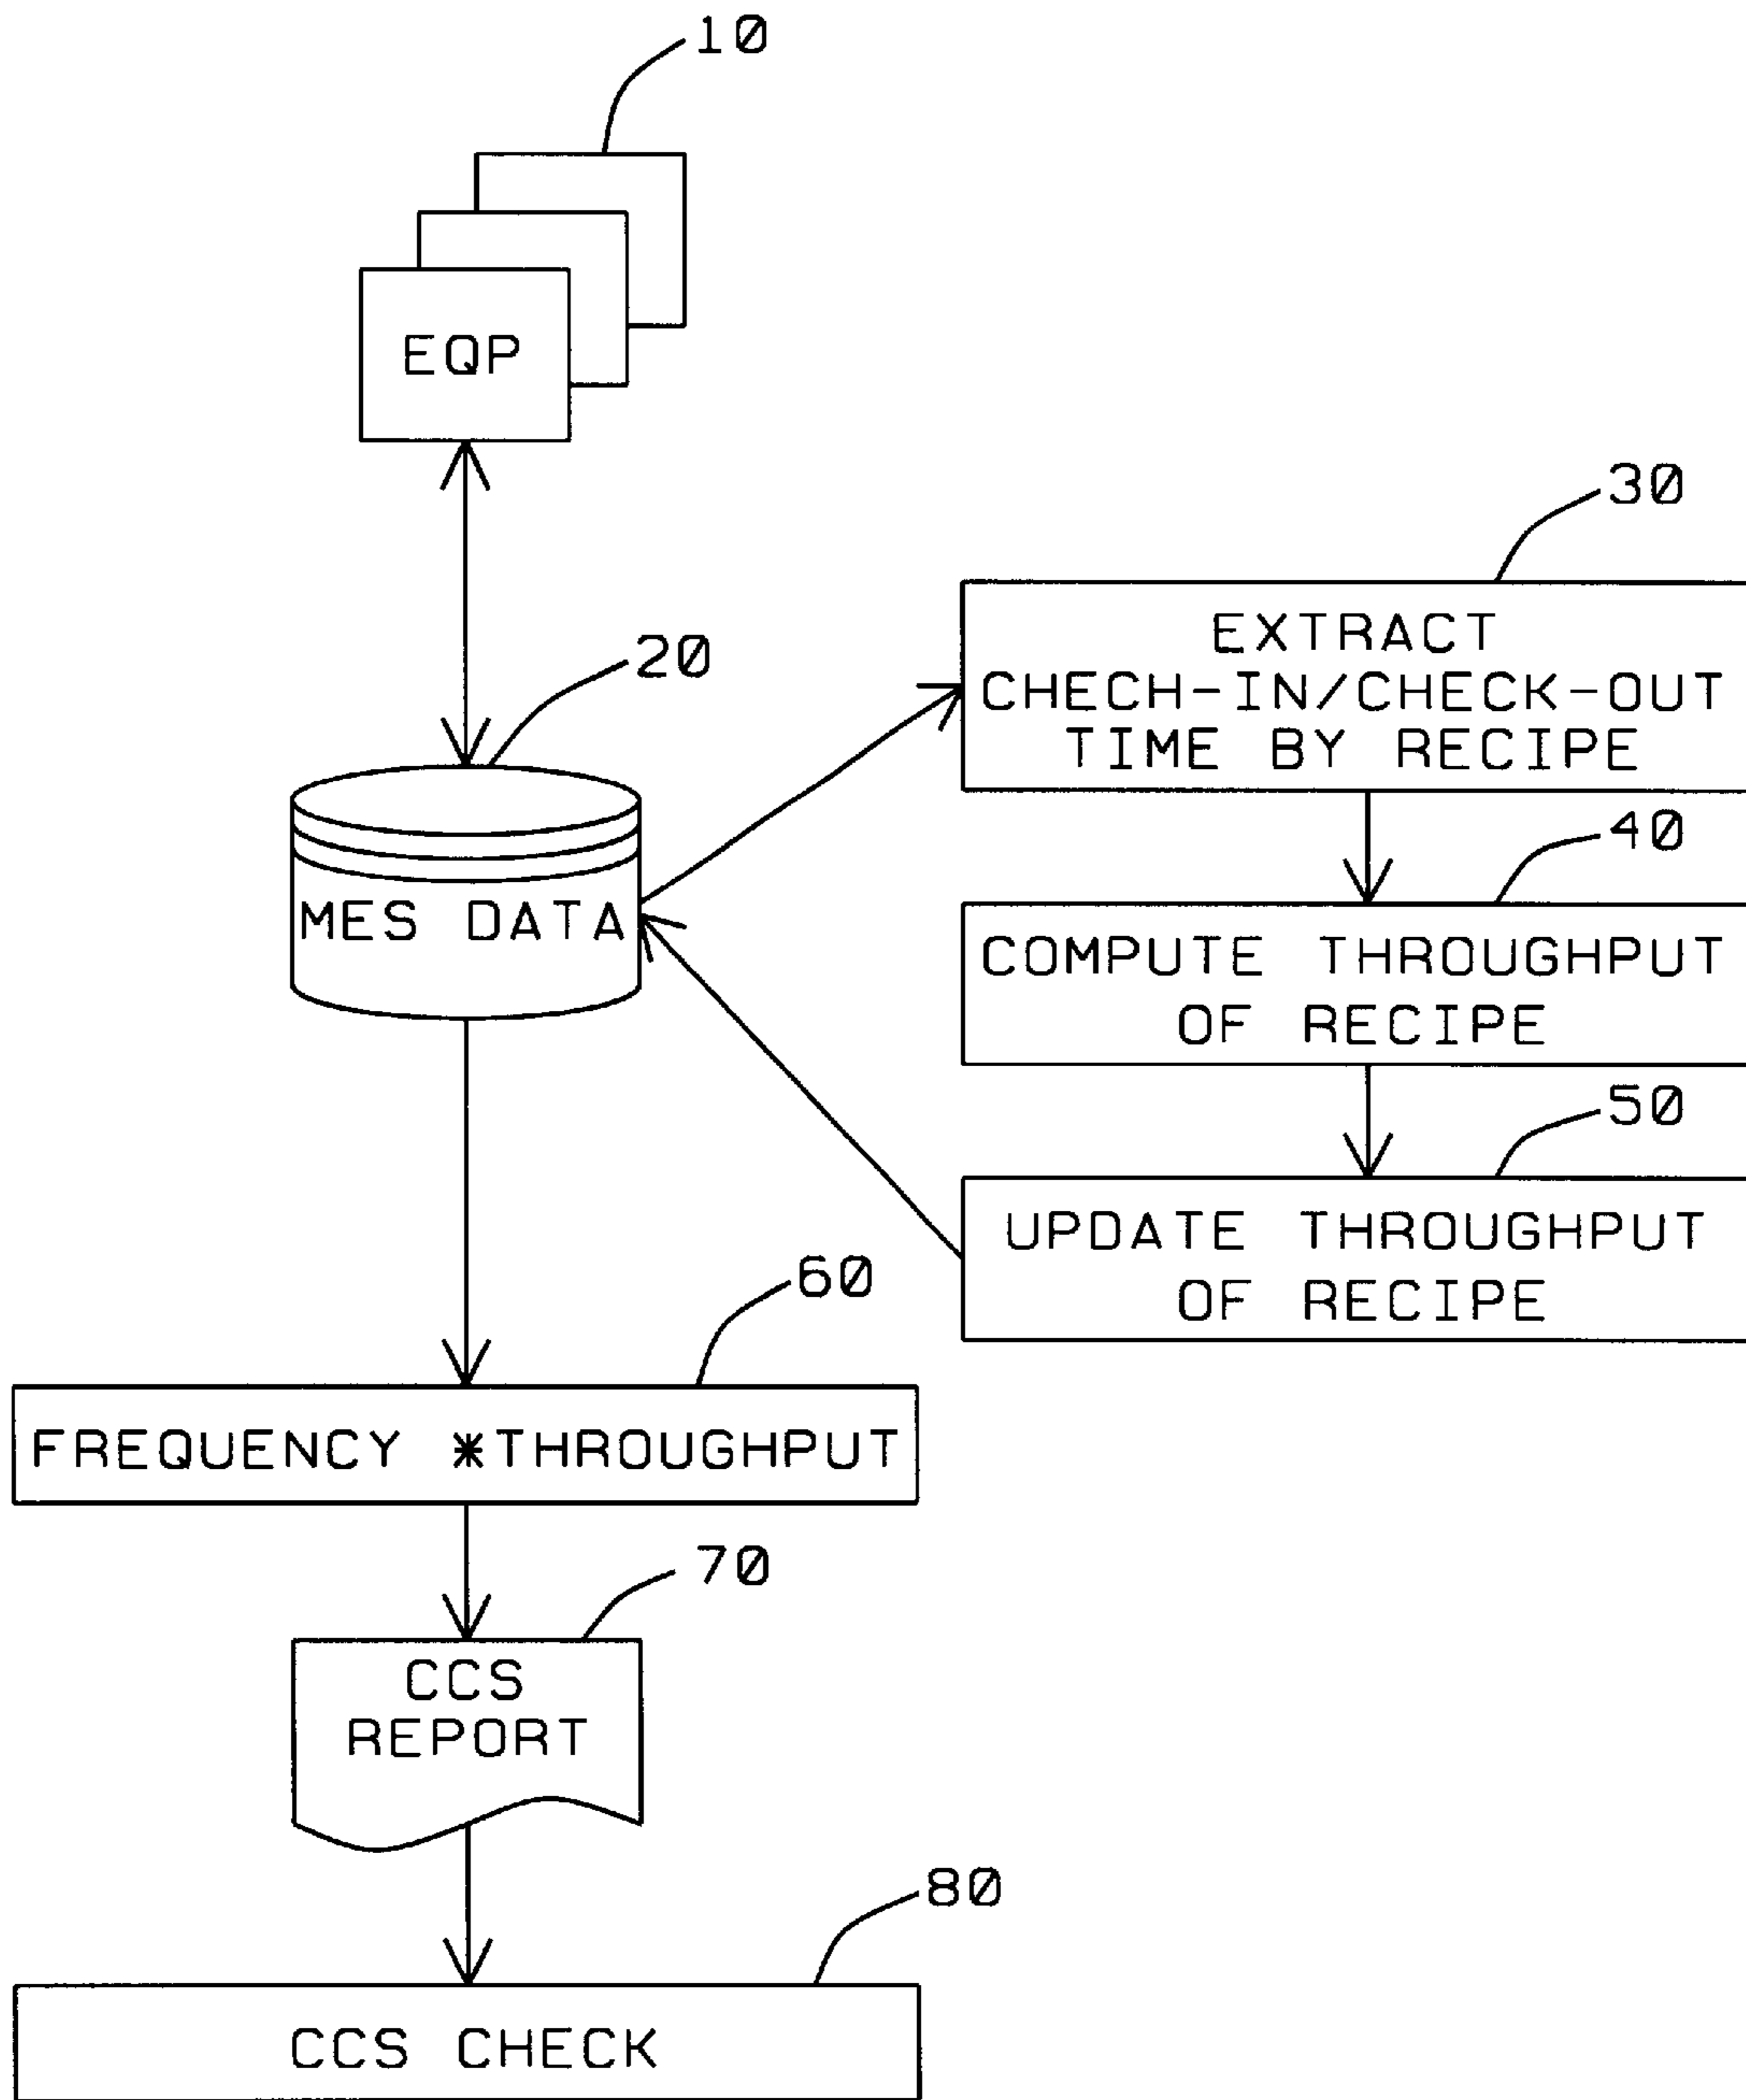 10
EQP
30
EXTRACT
CHECH-IN/CHECK-OUT
TIME BY RECIPE
20
MES DATA
40
COMPUTE THROUGHPUT
OF RECIPE
50
UPDATE THROUGHPUT
OF RECIPE
60
FREQUENCY *THROUGHPUT
70
CCS
REPORT
80
CCS CHECK